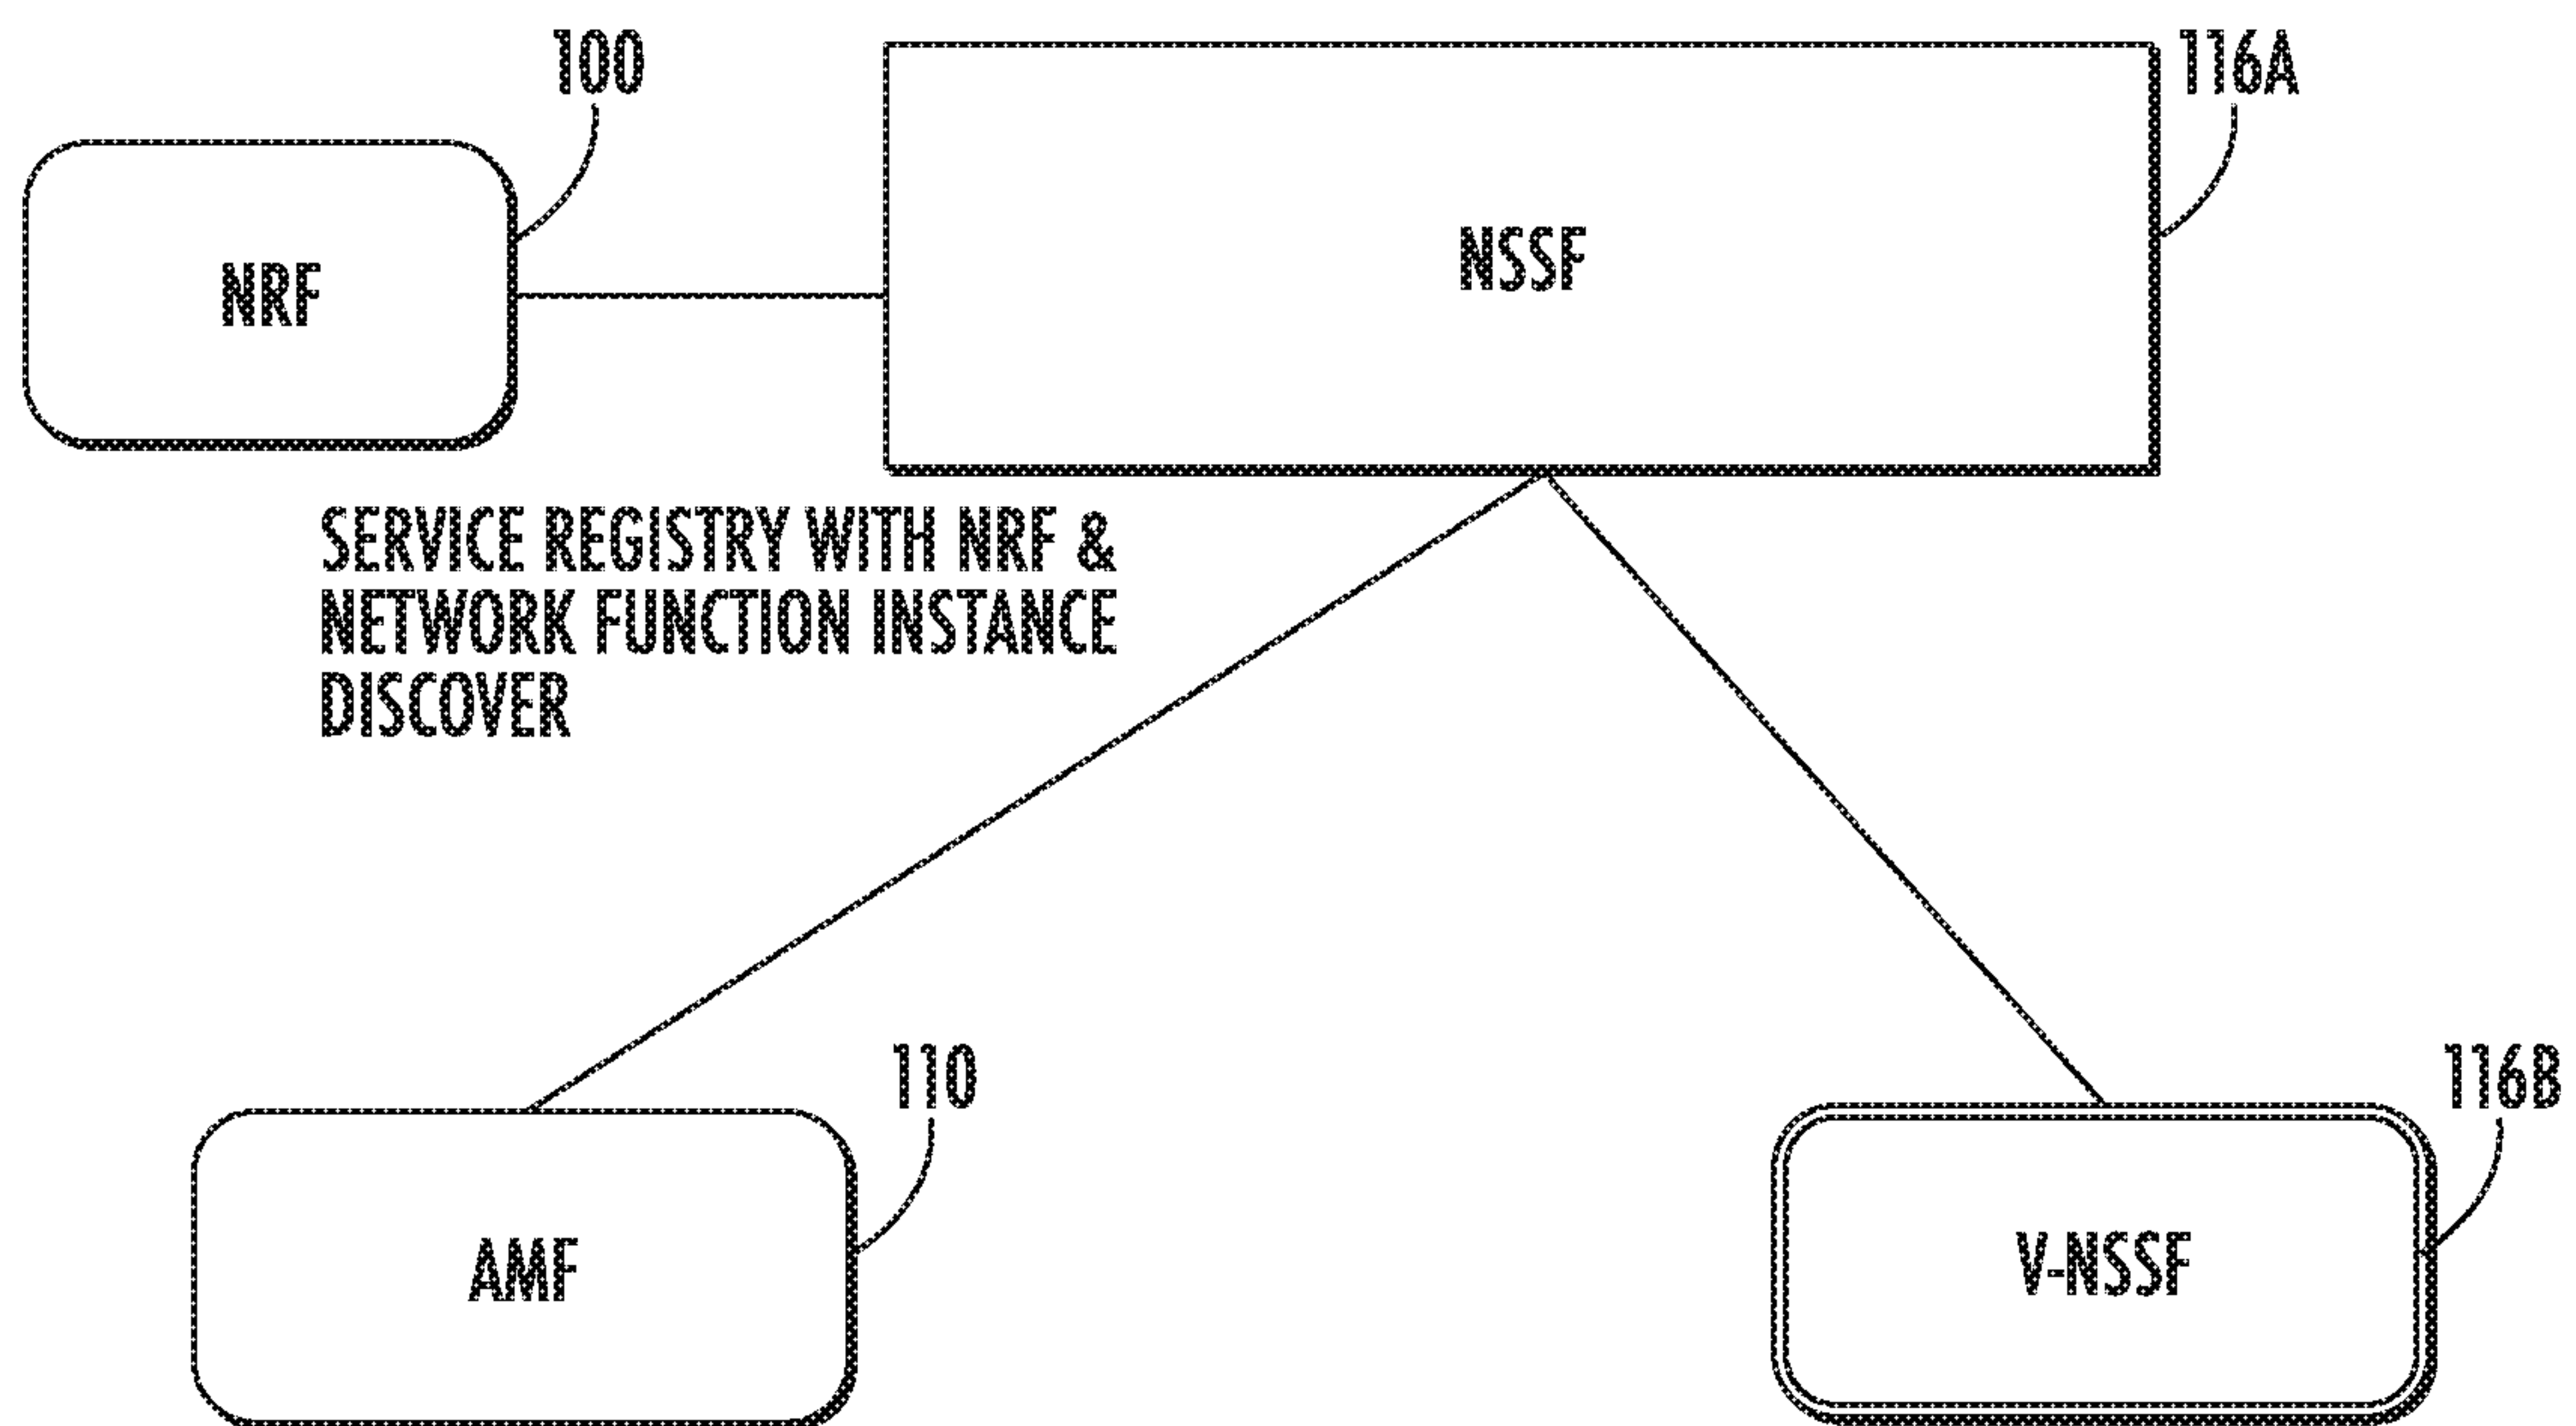 100
116A
NRF
NSSF
SERVICE REGISTRY WITH NRF &
NETWORK FUNCTION INSTANCE
DISCOVER
110
116B
AMF
V-NSSF